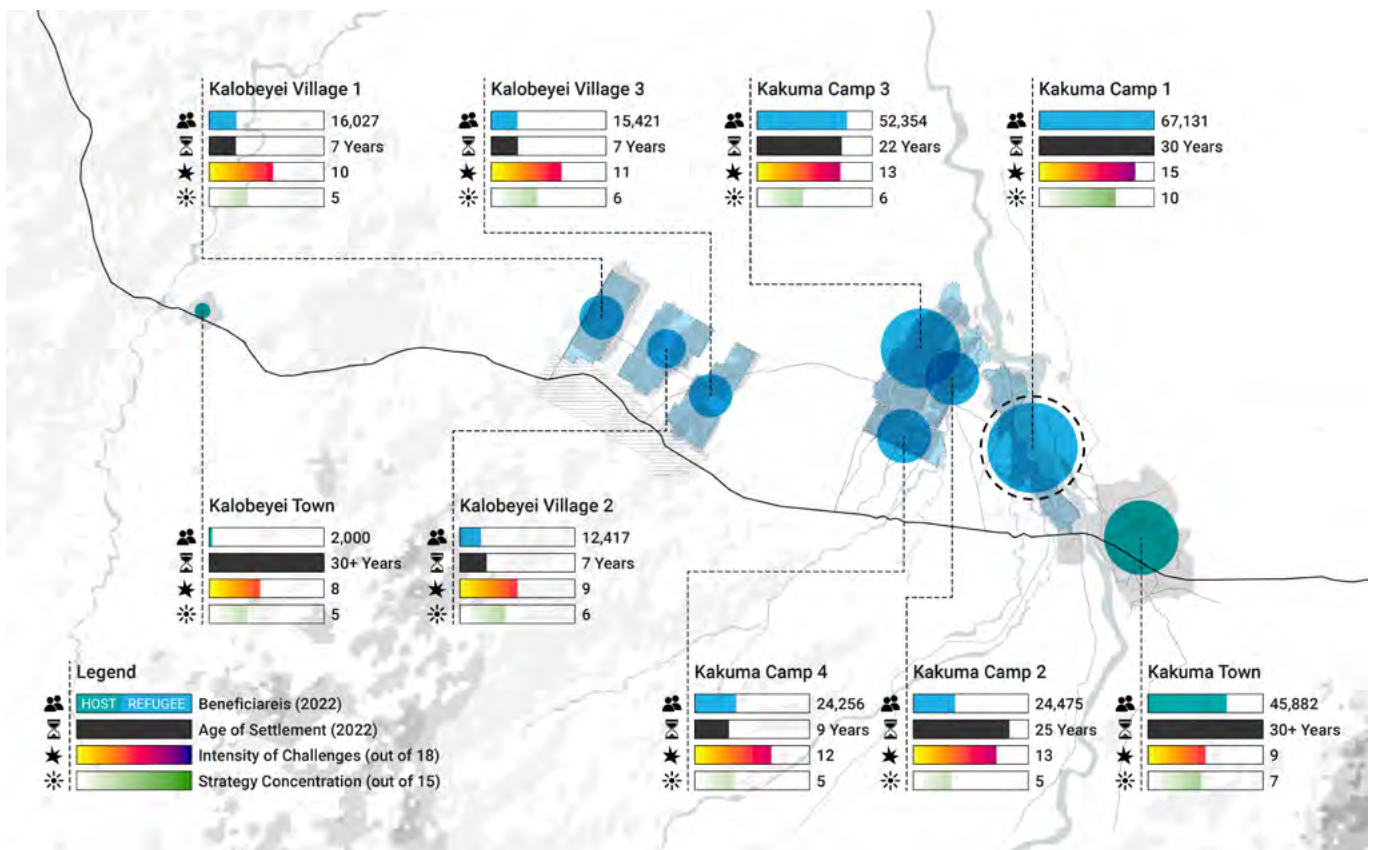 Kalobeyei Village 1
16,027
7 Years
10
5
Kalobeyei Village 3
15,421
7 Years
11
6
Kakuma Camp 3
52,354
22 Years
13
6
Kakuma Camp 1
67,131
30 Years
15
10
Kalobeyei Town
2,000
30+ Years
8
5
Kalobeyei Village 2
12,417
7 Years
9
6
Legend
HOST REFUGEE Beneficiareis (2022)
Age of Settlement (2022)
Intensity of Challenges (out of 18)
Strategy Concentration (out of 15)
Kakuma Camp 4
24,256
9 Years
12
5
Kakuma Camp 2
24,475
25 Years
13
5
Kakuma Town
45,882
30+ Years
9
7